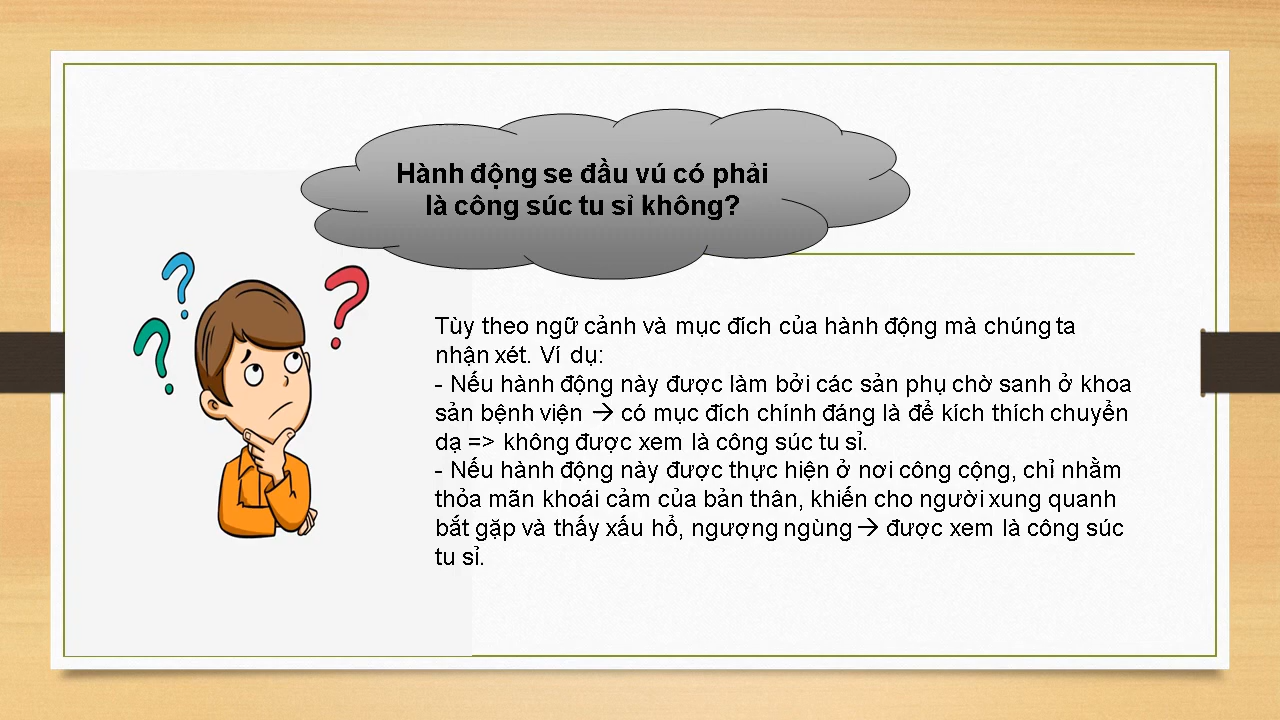 Hành động se đầu vú có phải
là công súc tu sỉ không?
Tùy theo ngữ cảnh và mục đích của hành động mà chúng ta
nhận xét. Ví dụ:
- Nếu hành động này được làm bởi các sản phụ chờ sanh ở khoa
sản bệnh viện → có mục đích chính đáng là để kích thích chuyển
dạ => không được xem là công súc tu sỉ.
- Nếu hành động này được thực hiện ở nơi công cộng, chỉ nhằm
thỏa mãn khoái cảm của bản thân, khiến cho người xung quanh
bắt gặp và thấy xấu hổ, ngượng ngùng → được xem là công súc
tu sỉ.